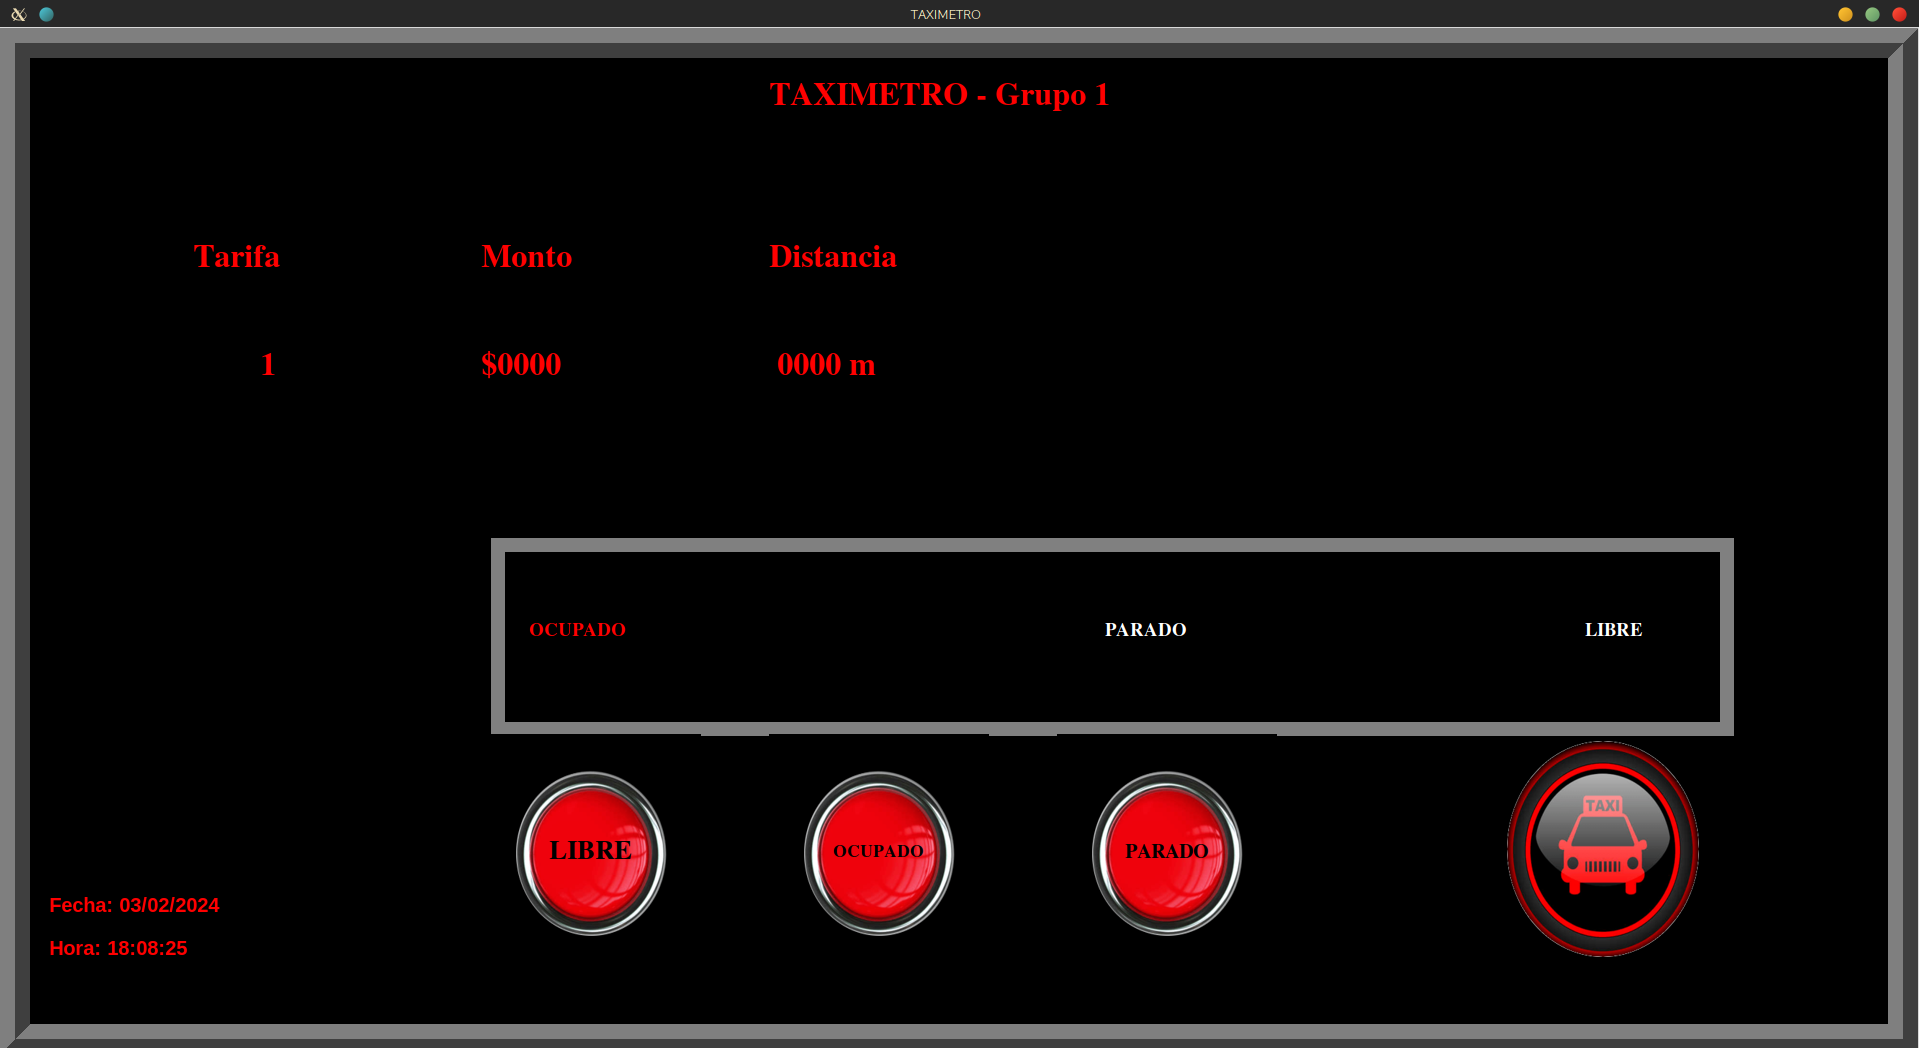 TAXIMETRO
TAXIMETRO - Grupo 1
Tarifa Monto Distancia
1 $0000 0000 m
OCUPADO PARADO LIBRE
TAXI
LIBRE OCUPADO PARADO
Fecha: 03/02/2024
Hora: 18:08:25